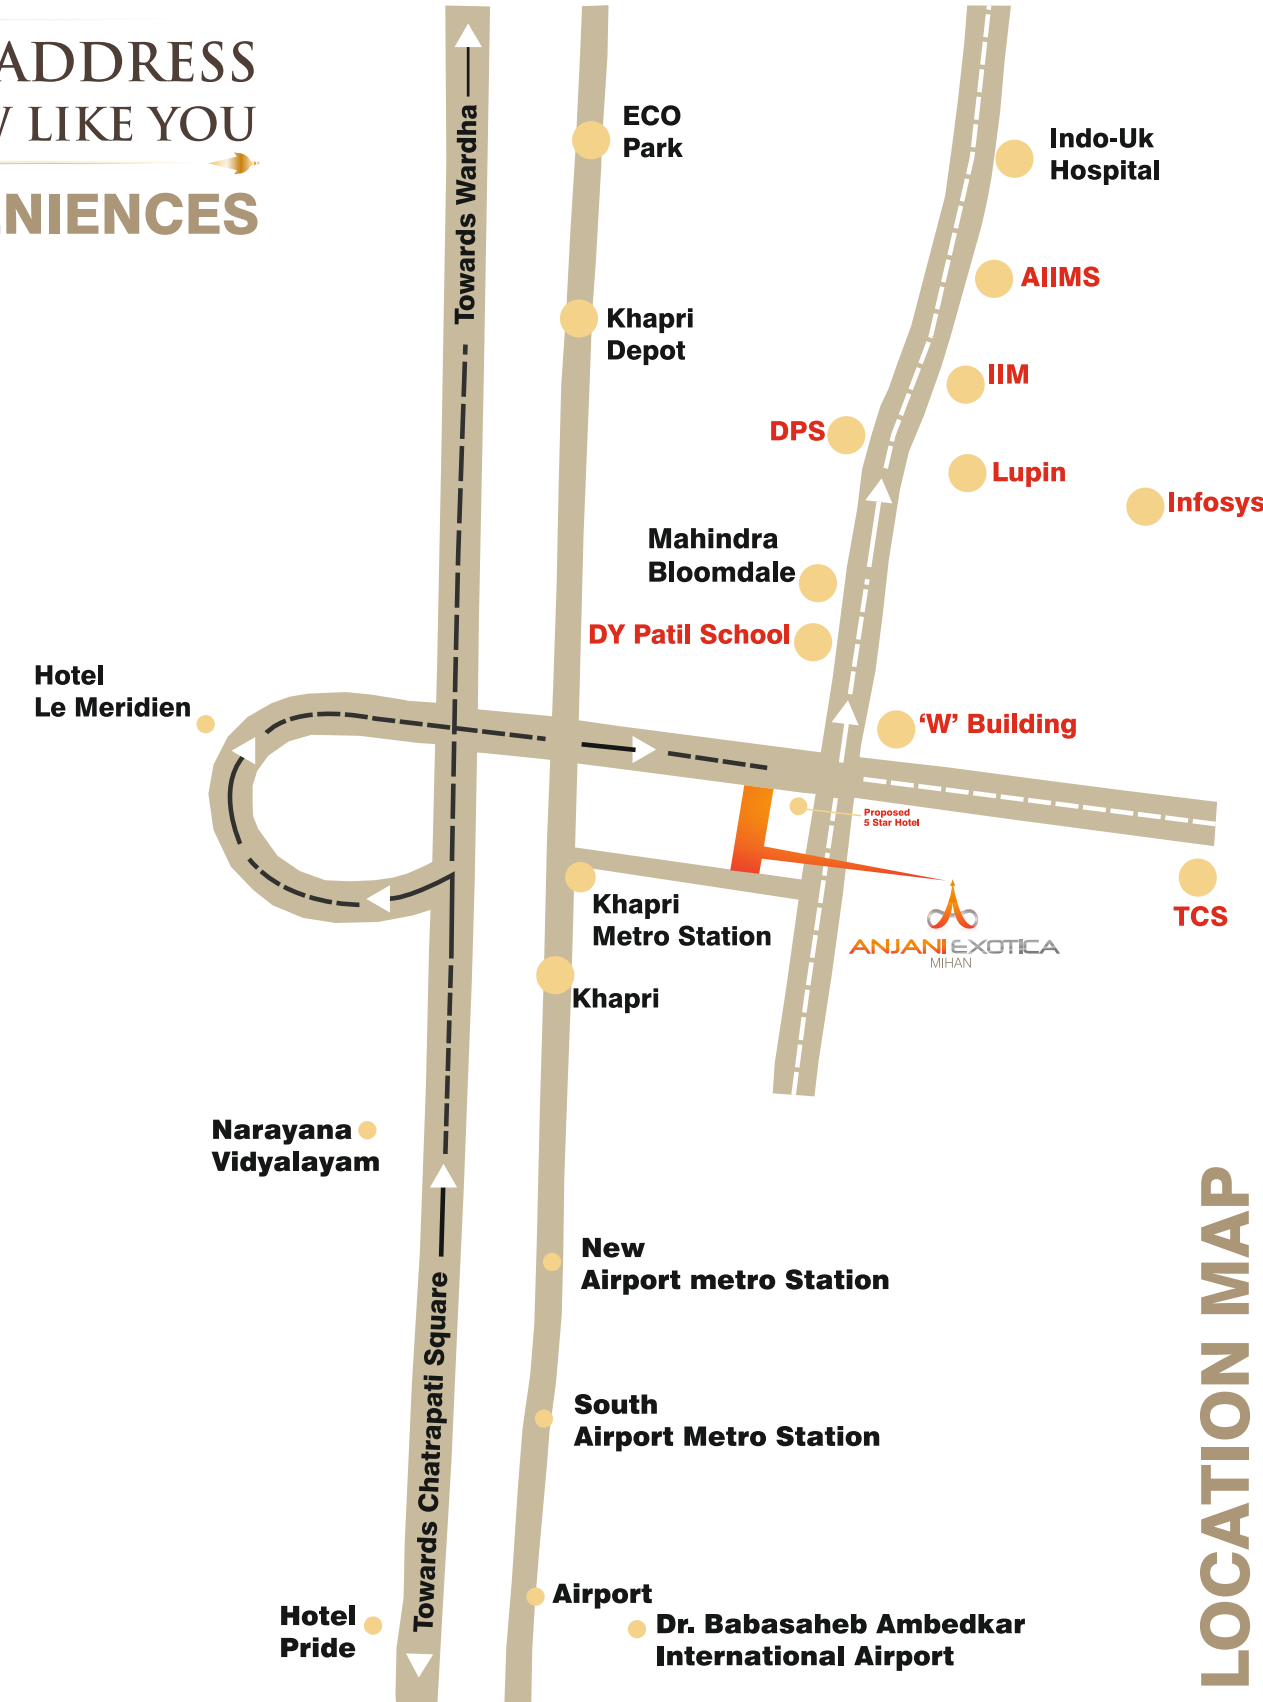 ADDRESS
LIKE YOU
NIENCES
Towards Wardha
ECO
Park
Indo-Uk
Hospital
AIIMS
Khapri
Depot
IIM
DPS
Lupin
Infosys
Mahindra
Bloomdale
DY Patil School
Hotel
Le Meridien
'W' Building
Proposed
5 Star Hotel
Khapri
Metro Station
TCS
ANJANI EXOTICA
MIHAN
Khapri
Narayana
Vidyalayam
New
Airport metro Station
Towards Chatrapati Square
South
Airport Metro Station
Airport
Hotel
Pride
Dr. Babasaheb Ambedkar
International Airport
LOCATION MAP